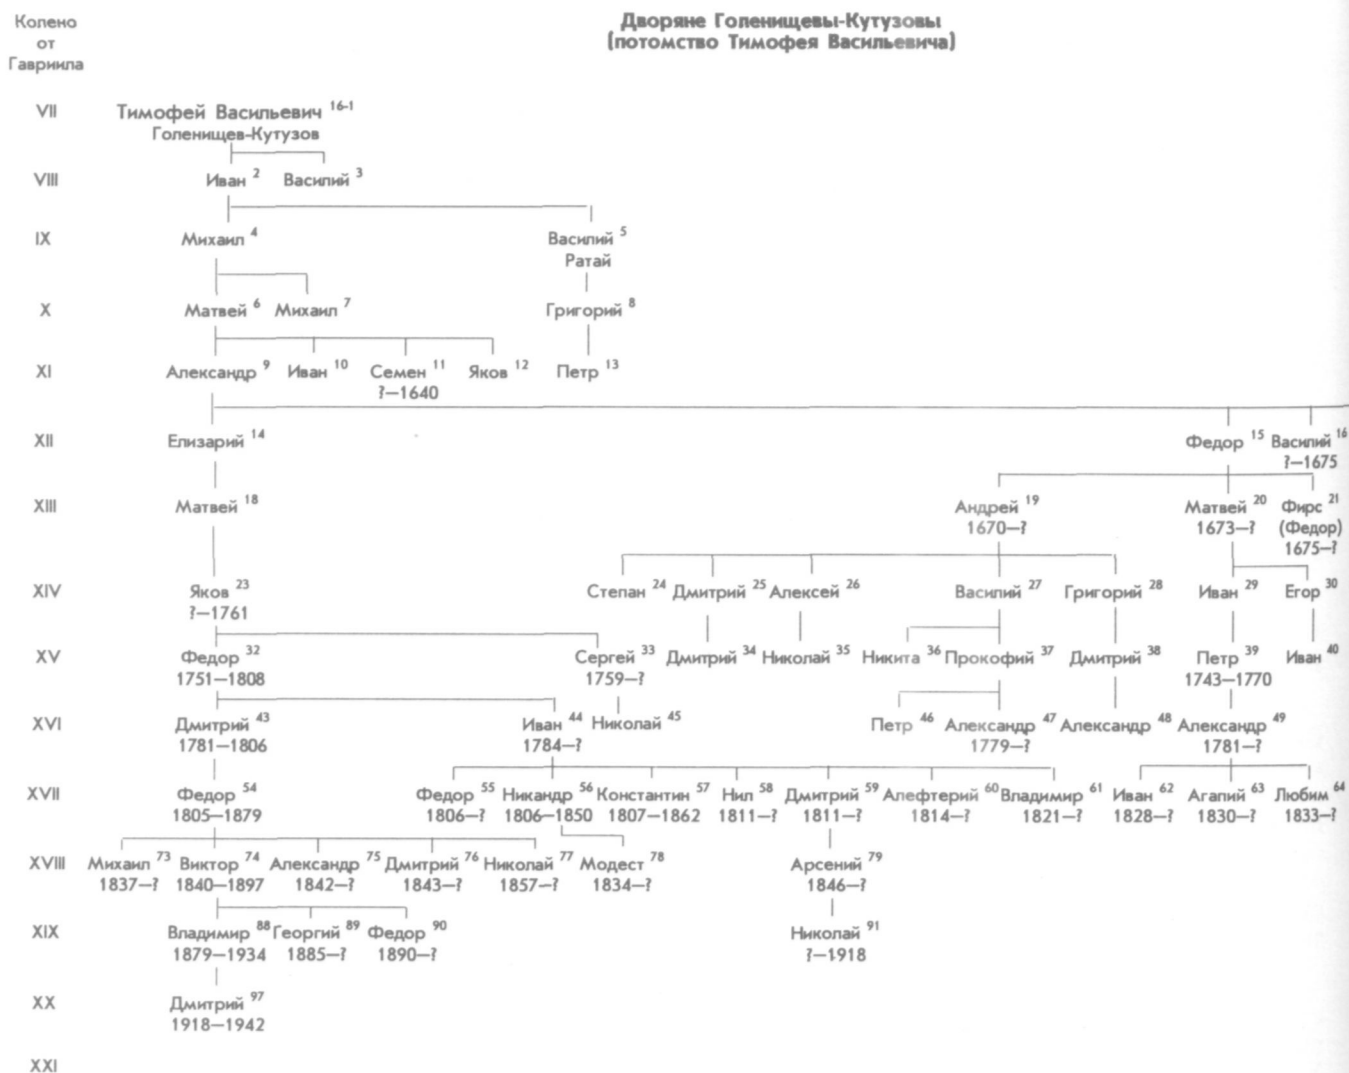 Колено
от
Гавриила
Дворяне Голенищевы-Кутузовы
(потомство Тимофея Васильевича)
VII Тимофей Васильевич 16-1
Голенищев-Кутузов
VIII Иван 2 Василий 3
IX Михаил 4 Василий 5
Ратай
X Матвей 6 Михаил 7 Григорий 8
XI Александр 9 Иван 10 Семен 11 Яков 12 Петр 13
?—1640
XII Елизарий 14 Федор 15 Василий 16
?—1675
XIII Матвей 18 Андрей 19 Матвей 20 Фирс 21
1670—? 1673—? (Федор)
1675—?
XIV Яков 23 Степан 24 Дмитрий 25 Алексей 26 Василий 27 Григорий 28 Иван 29 Егор 30
?—1761
XV Федор 32 Сергей 33 Дмитрий 34 Николай 35 Никита 36 Прокофий 37 Дмитрий 38 Петр 39 Иван 40
1751—1808 1759—? 1743—1770
XVI Дмитрий 43 Иван 44 Николай 45 Петр 46 Александр 47 Александр 48 Александр 49
1781—1806 1784—? 1779—? 1781—?
XVII Федор 54 Федор 55 Никандр 56 Константин 57 Нил 58 Дмитрий 59 Алефтерий 60 Владимир 61 Иван 62 Агапий 63 Любим 64
1805—1879 1806—? 1806—1850 1807—1862 1811—? 1811—? 1814—? 1821—? 1828—? 1830—? 1833—?
XVIII Михаил 73 Виктор 74 Александр 75 Дмитрий 76 Николай 77 Модест 78 Арсений 79
1837—? 1840—1897 1842—? 1843—? 1857—? 1834—? 1846—?
XIX Владимир 88 Георгий 89 Федор 90 Николай 91
1879—1934 1885—? 1890—? ?—1918
XX Дмитрий 97
1918—1942
XXI